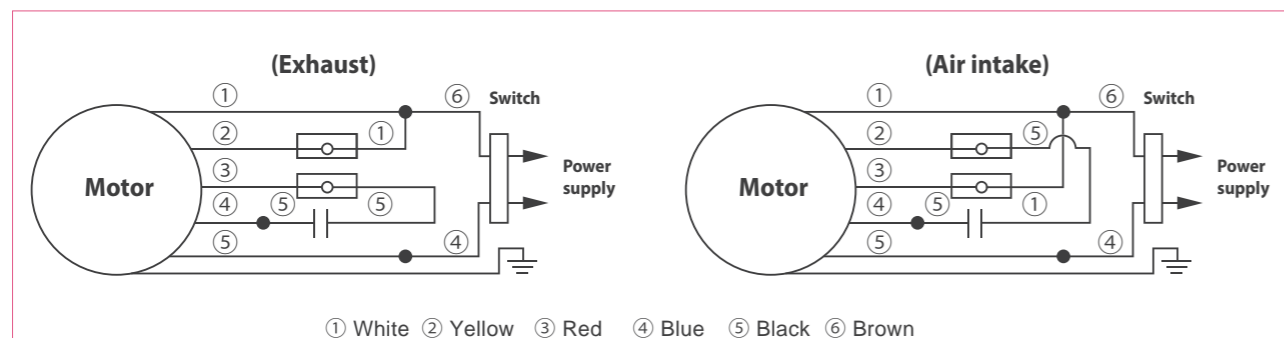 (Exhaust)
① ⑥ Switch
② ①
Motor
③
Power
supply
④ ⑤ ⑤
⑤ ④
(Air intake)
① ⑥ Switch
② ⑤
Motor
③
Power
supply
④ ⑤ ①
⑤ ④
① White ② Yellow ③ Red ④ Blue ⑤ Black ⑥ Brown